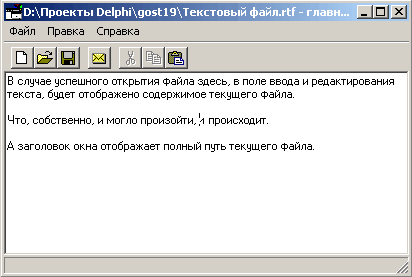 D:\Проекты Delphi\gost19\Текстовый файл.rtf - главн...
Файл Правка Справка
В случае успешного открытия файла здесь, в поле ввода и редактирования
текста, будет отображено содержимое текущего файла.
Что, собственно, и могло произойти, и происходит.
А заголовок окна отображает полный путь текущего файла.